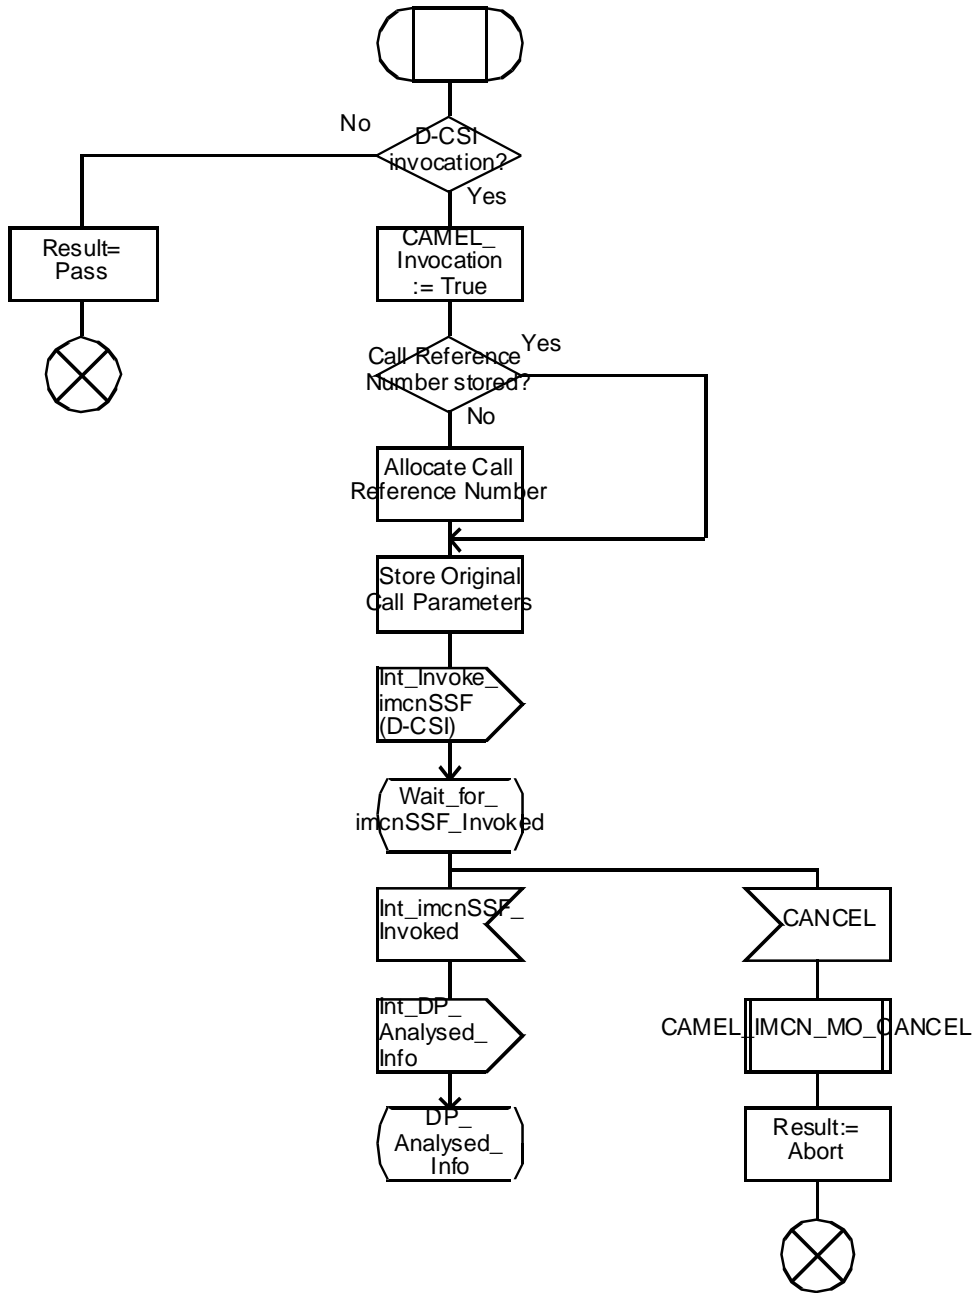 No
D-CSI
invocation?
Yes
Result=
Pass
CAMEL_
Invocation
:= True
Call Reference
Number stored?
Yes
No
Allocate Call
Reference Number
Store Original
Call Parameters
Int_Invoke_
imcnSSF
(D-CSI)
Wait_for_
imcnSSF_Invoked
Int_imcnSSF_
Invoked
CANCEL
Int_DP_
Analysed_
Info
CAMEL_IMCN_MO_CANCEL
DP_
Analysed_
Info
Result:=
Abort